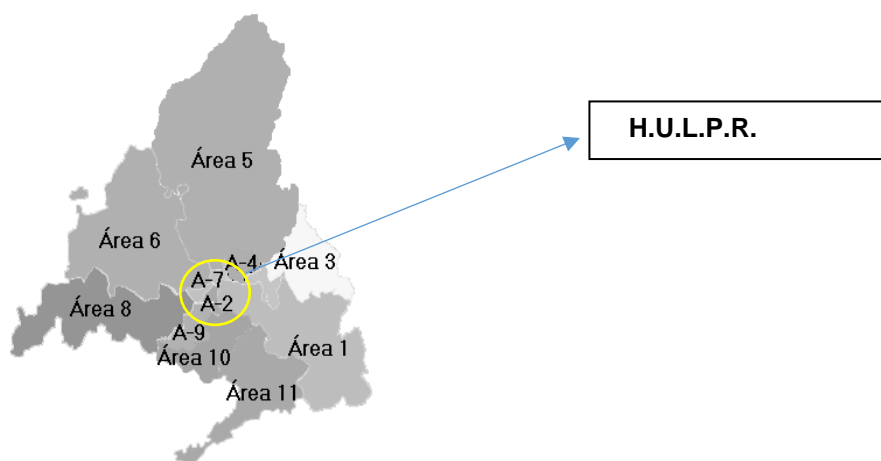 H.U.L.P.R.
Área 5
Área 6
A-4
Área 3
A-7
A-2
Área 8
A-9
Área 1
Área 10
Área 11